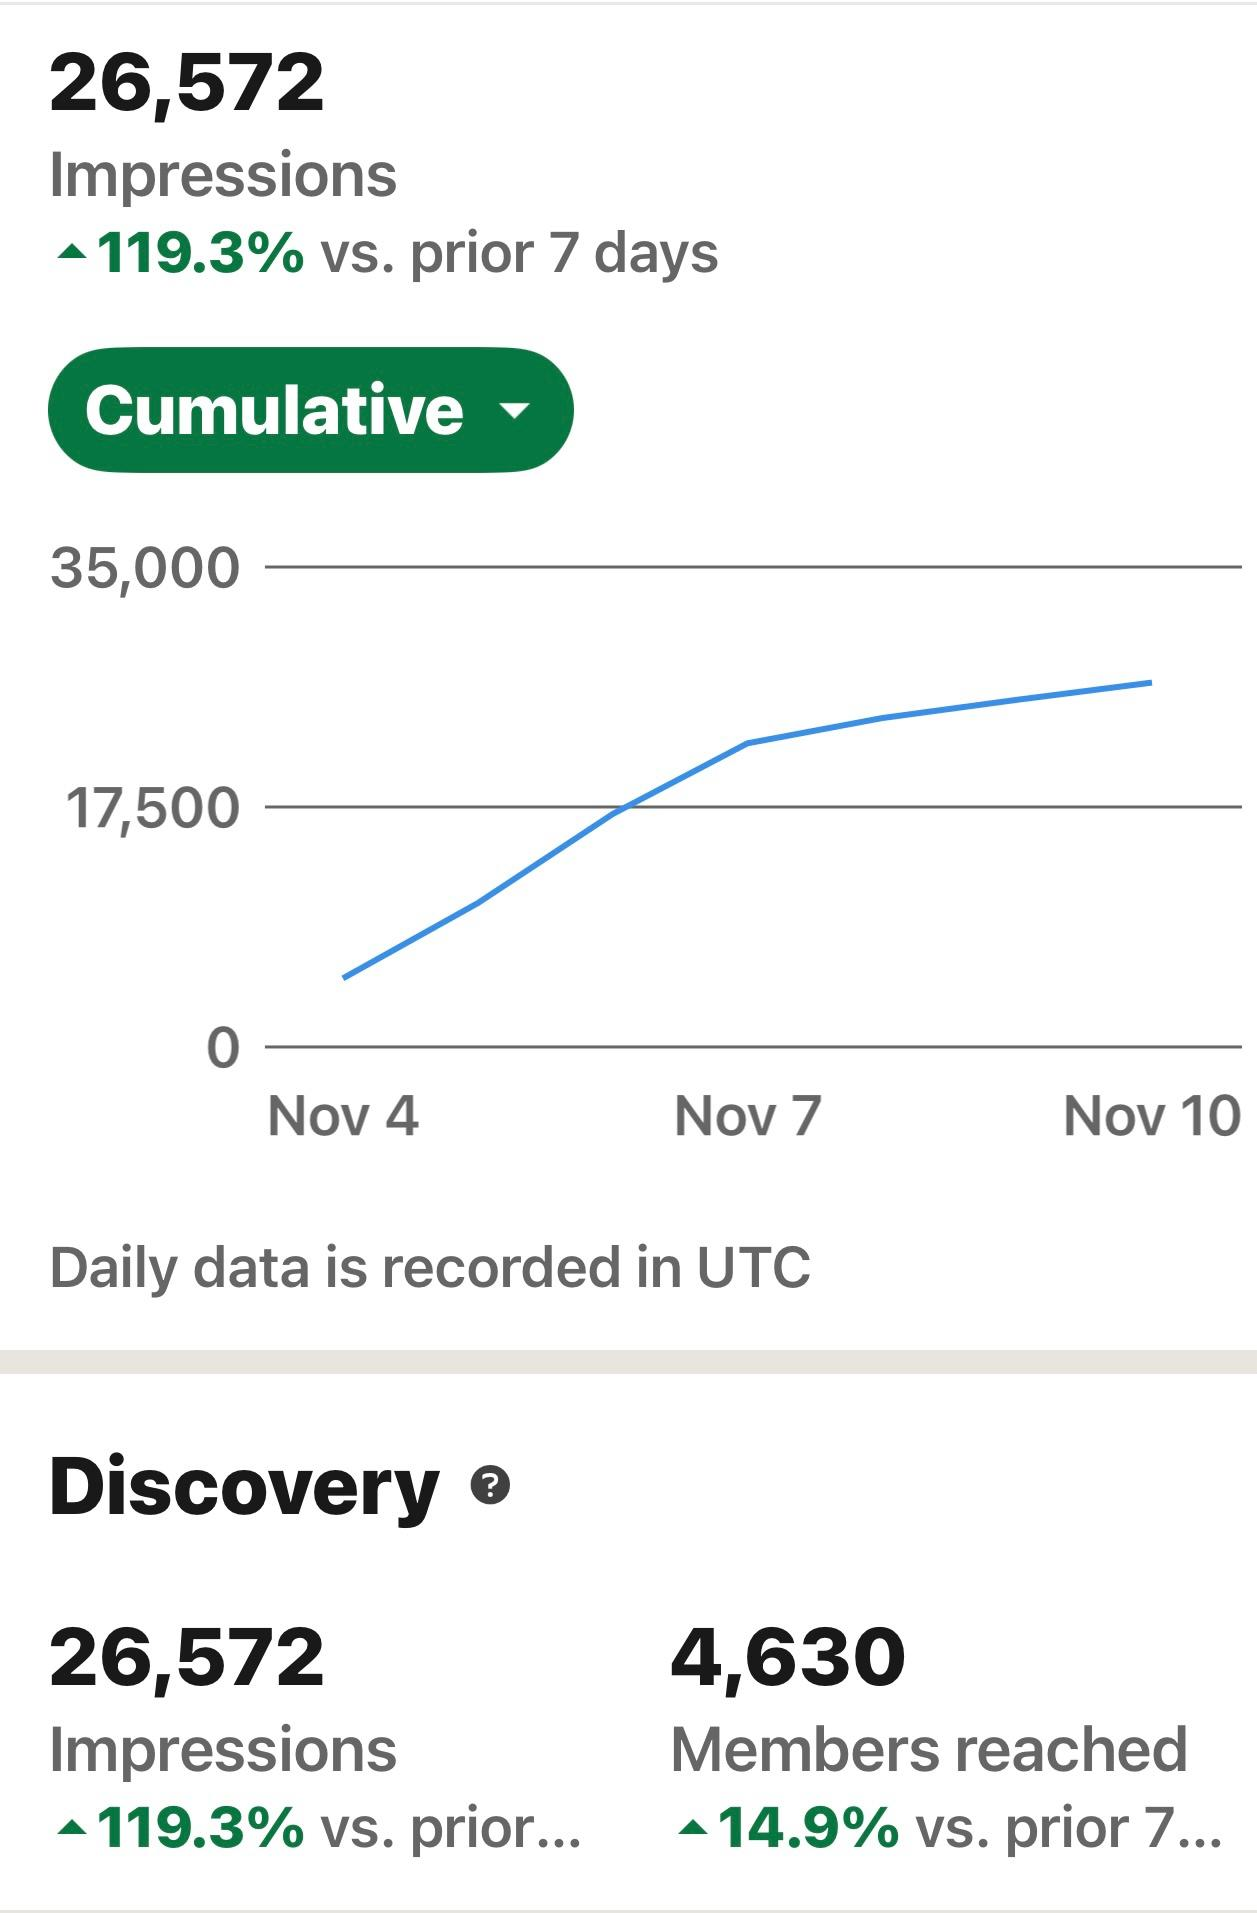 26,572
Impressions
119.3% vs. prior 7 days
Cumulative
35,000
17,500
0
Nov 4 Nov 7 Nov 10
Daily data is recorded in UTC
Discovery ?
26,572 4,630
Impressions Members reached
119.3% vs. prior... 14.9% vs. prior 7...